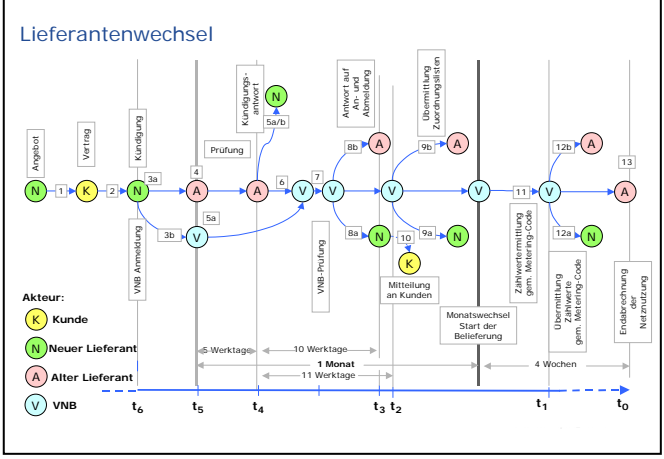 Lieferantenwechsel
Angebot
Vertrag
Kündigung
Prüfung
Kündigungs-
antwort
Antwort auf
An- und
Abmeldung
Übermittlung
Zuordnungslisten
N
1
K
2
N
3a
4
A
A
5a/b
N
6
V
7
V
8b
A
V
9b
A
V
11
V
12b
A
13
A
3b
V
5a
8a
N
10
K
9a
N
12a
N
VNB Anmeldung
VNB-Prüfung
Mitteilung
an Kunden
Monatswechsel
Start der
Belieferung
Zählwertermittlung
gem. Metering-Code
Übermittlung
Zählwerte
gem. Metering-Code
Endabrechnung
der
Netznutzung
Akteur:
K Kunde
N Neuer Lieferant
A Alter Lieferant
V VNB
5 Werktage
10 Werktage
1 Monat
4 Wochen
11 Werktage
t6
t5
t4
t3
t2
t1
t0